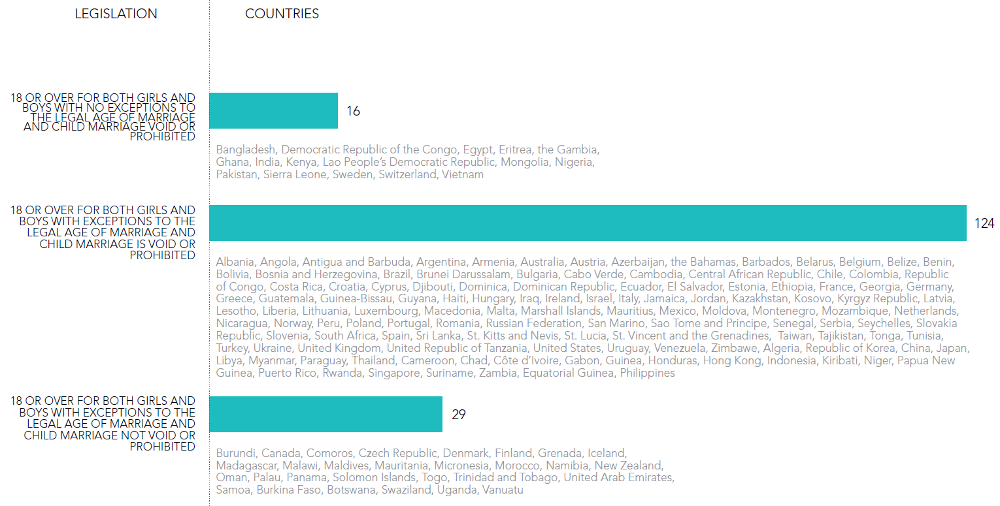 LEGISLATION
COUNTRIES
18 OR OVER FOR BOTH GIRLS AND
BOYS WITH NO EXCEPTIONS TO
THE LEGAL AGE OF MARRIAGE
AND CHILD MARRIAGE VOID OR
PROHIBITED
16
Bangladesh, Democratic Republic of the Congo, Egypt, Eritrea, the Gambia,
Ghana, India, Kenya, Lao People’s Democratic Republic, Mongolia, Nigeria,
Pakistan, Sierra Leone, Sweden, Switzerland, Vietnam
18 OR OVER FOR BOTH GIRLS AND
BOYS WITH EXCEPTIONS TO THE
LEGAL AGE OF MARRIAGE AND
CHILD MARRIAGE IS VOID OR
PROHIBITED
124
Albania, Angola, Antigua and Barbuda, Argentina, Armenia, Australia, Austria, Azerbaijan, the Bahamas, Barbados, Belarus, Belgium, Belize, Benin,
Bolivia, Bosnia and Herzegovina, Brazil, Brunei Darussalam, Bulgaria, Cabo Verde, Cambodia, Central African Republic, Chile, Colombia, Republic
of Congo, Costa Rica, Croatia, Cyprus, Djibouti, Dominica, Dominican Republic, Ecuador, El Salvador, Estonia, Ethiopia, France, Georgia, Germany,
Greece, Guatemala, Guinea-Bissau, Guyana, Haiti, Hungary, Iraq, Ireland, Israel, Italy, Jamaica, Jordan, Kazakhstan, Kosovo, Kyrgyz Republic, Latvia,
Lesotho, Liberia, Lithuania, Luxembourg, Macedonia, Malta, Marshall Islands, Mauritius, Mexico, Moldova, Montenegro, Mozambique, Netherlands,
Nicaragua, Norway, Peru, Poland, Portugal, Romania, Russian Federation, San Marino, Sao Tome and Principe, Senegal, Serbia, Seychelles, Slovakia
Republic, Slovenia, South Africa, Spain, Sri Lanka, St. Kitts and Nevis, St. Lucia, St. Vincent and the Grenadines, Taiwan, Tajikistan, Tonga, Tunisia,
Turkey, Ukraine, United Kingdom, United Republic of Tanzania, United States, Uruguay, Venezuela, Zimbawe, Algeria, Republic of Korea, China, Japan,
Libya, Myanmar, Paraguay, Thailand, Cameroon, Chad, Côte d’Ivoire, Gabon, Guinea, Honduras, Hong Kong, Indonesia, Kiribati, Niger, Papua New
Guinea, Puerto Rico, Rwanda, Singapore, Suriname, Zambia, Equatorial Guinea, Philippines
18 OR OVER FOR BOTH GIRLS AND
BOYS WITH EXCEPTIONS TO THE
LEGAL AGE OF MARRIAGE AND
CHILD MARRIAGE NOT VOID OR
PROHIBITED
29
Burundi, Canada, Comoros, Czech Republic, Denmark, Finland, Grenada, Iceland,
Madagascar, Malawi, Maldives, Mauritania, Micronesia, Morocco, Namibia, New Zealand,
Oman, Palau, Panama, Solomon Islands, Togo, Trinidad and Tobago, United Arab Emirates,
Samoa, Burkina Faso, Botswana, Swaziland, Uganda, Vanuatu